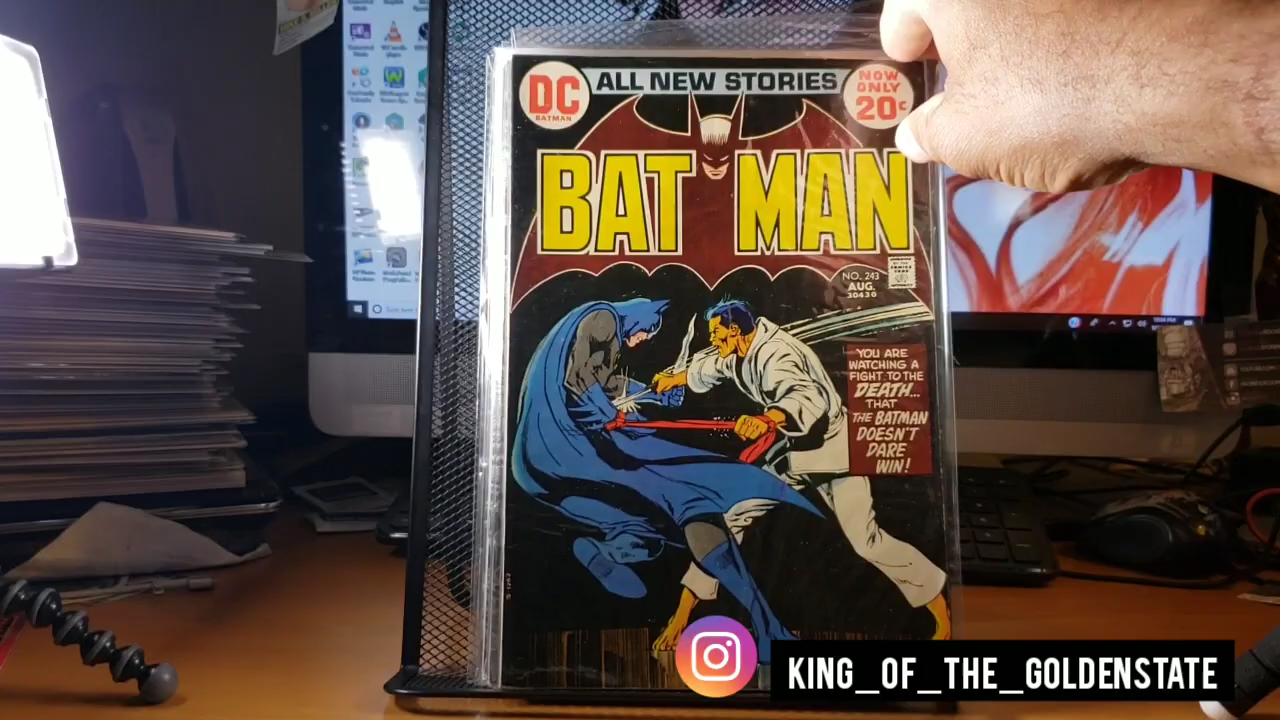 ALL NEW STORIES
DC
BATMAN
NOW
ONLY
20¢
BATMAN
NO. 243
AUG.
30430
YOU ARE
WATCHING A
FIGHT TO THE
DEATH...
THAT
THE BATMAN
DOESN'T
DARE
WIN!
KING_OF_THE_GOLDENSTATE